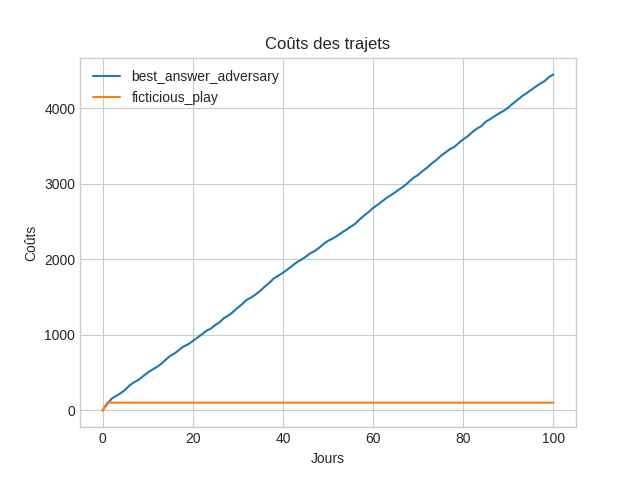 Coûts des trajets
best_answer_adversary
ficticious_play
4000
3000
2000
1000
0
Coûts
0 20 40 60 80 100
Jours